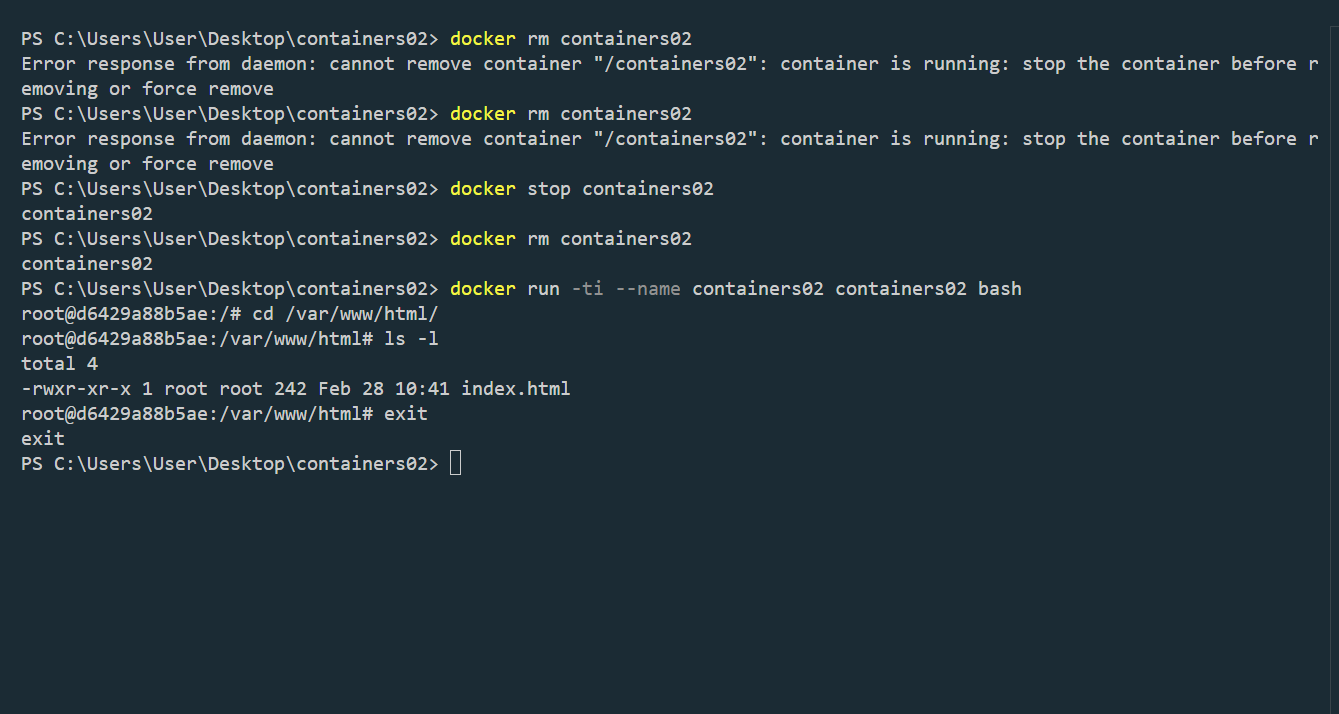 PS C:\Users\User\Desktop\containers02> docker rm containers02
Error response from daemon: cannot remove container "/containers02": container is running: stop the container before r
emoving or force remove
PS C:\Users\User\Desktop\containers02> docker rm containers02
Error response from daemon: cannot remove container "/containers02": container is running: stop the container before r
emoving or force remove
PS C:\Users\User\Desktop\containers02> docker stop containers02
containers02
PS C:\Users\User\Desktop\containers02> docker rm containers02
containers02
PS C:\Users\User\Desktop\containers02> docker run -ti --name containers02 containers02 bash
root@d6429a88b5ae:/# cd /var/www/html/
root@d6429a88b5ae:/var/www/html# ls -l
total 4
-rwxr-xr-x 1 root root 242 Feb 28 10:41 index.html
root@d6429a88b5ae:/var/www/html# exit
exit
PS C:\Users\User\Desktop\containers02>